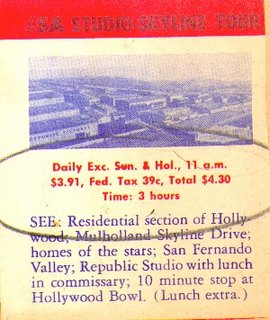 /SA STUDIO-SKYLINE TOUR
Daily Exc. Sun. & Hol., 11 a.m.
$3.91, Fed. Tax 39c, Total $4.30
Time: 3 hours
SEE: Residential section of Holly-
wood; Mulholland Skyline Drive;
homes of the stars; San Fernando
Valley; Republic Studio with lunch
in commissary; 10 minute stop at
Hollywood Bowl. (Lunch extra.)